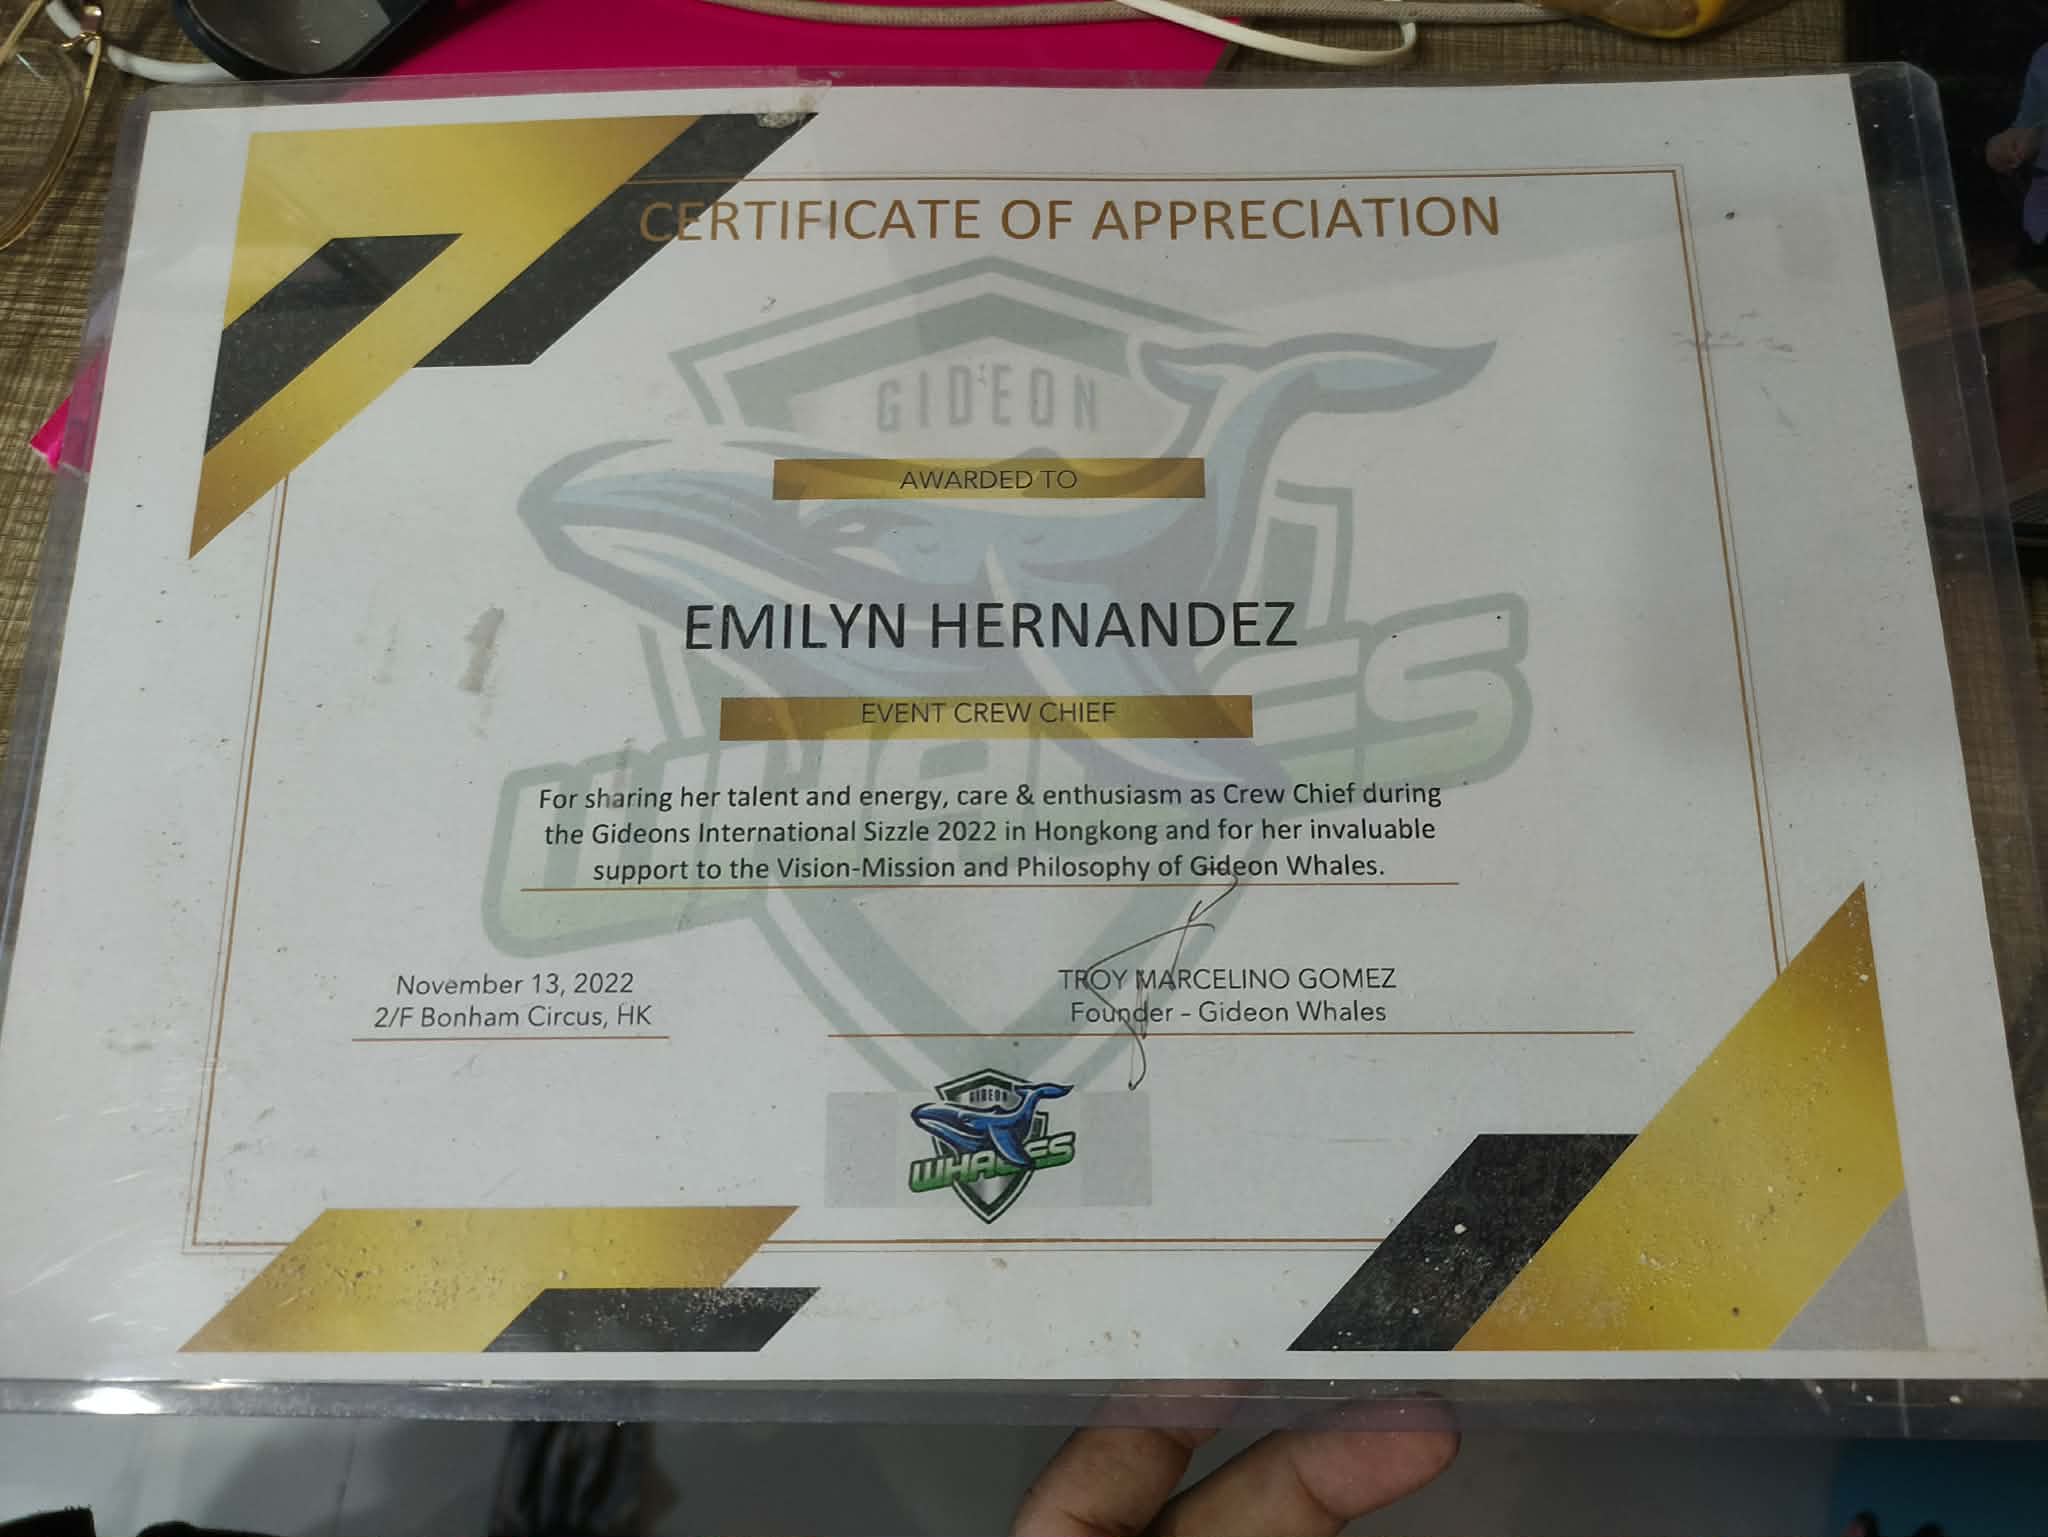 CERTIFICATE OF APPRECIATION
GIDEON
AWARDED TO
EMILYN HERNANDEZ
EVENT CREW CHIEF
WHALES
For sharing her talent and energy, care & enthusiasm as Crew Chief during
the Gideons International Sizzle 2022 in Hongkong and for her invaluable
support to the Vision-Mission and Philosophy of Gideon Whales.
November 13, 2022
2/F Bonham Circus, HK
TROY MARCELINO GOMEZ
Founder – Gideon Whales
GIDEON
WHALES